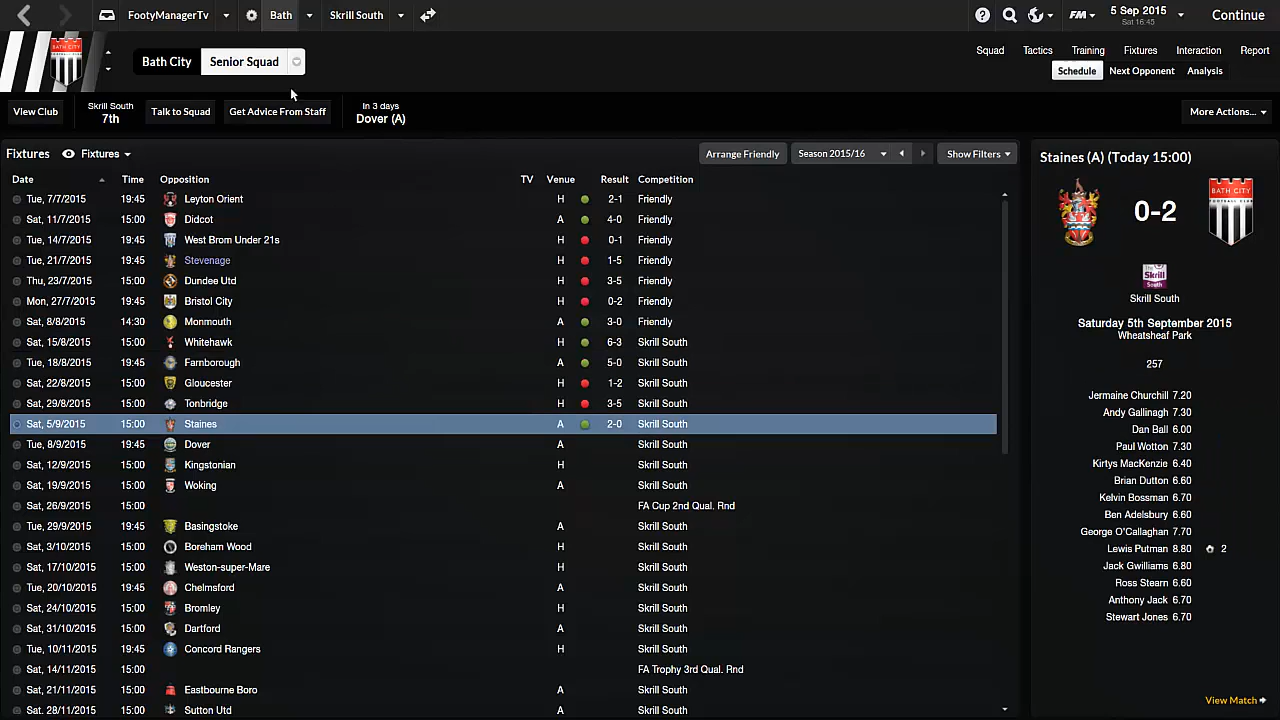 FootyManagerTv Bath Skrill South FM 5 Sep 2015 Sat 16:45 Continue
BATH CITY
Bath City Senior Squad
Squad Tactics Training Fixtures Interaction Report
Schedule Next Opponent Analysis
View Club Skrill South 7th Talk to Squad Get Advice From Staff In 3 days Dover (A) More Actions...
Fixtures Fixtures Arrange Friendly Season 2015/16 Show Filters
Date Time Opposition TV Venue Result Competition
Tue, 7/7/2015 19:45 Leyton Orient H 2-1 Friendly
Sat, 11/7/2015 15:00 Didcot A 4-0 Friendly
Tue, 14/7/2015 19:45 West Brom Under 21s H 0-1 Friendly
Tue, 21/7/2015 19:45 Stevenage H 1-5 Friendly
Thu, 23/7/2015 15:00 Dundee Utd H 3-5 Friendly
Mon, 27/7/2015 19:45 Bristol City H 0-2 Friendly
Sat, 8/8/2015 14:30 Monmouth A 3-0 Friendly
Sat, 15/8/2015 15:00 Whitehawk H 6-3 Skrill South
Tue, 18/8/2015 19:45 Farnborough A 5-0 Skrill South
Sat, 22/8/2015 15:00 Gloucester H 1-2 Skrill South
Sat, 29/8/2015 15:00 Tonbridge H 3-5 Skrill South
Sat, 5/9/2015 15:00 Staines A 2-0 Skrill South
Tue, 8/9/2015 19:45 Dover A Skrill South
Sat, 12/9/2015 15:00 Kingstonian H Skrill South
Sat, 19/9/2015 15:00 Woking A Skrill South
Sat, 26/9/2015 15:00 FA Cup 2nd Qual. Rnd
Tue, 29/9/2015 19:45 Basingstoke A Skrill South
Sat, 3/10/2015 15:00 Boreham Wood H Skrill South
Sat, 17/10/2015 15:00 Weston-super-Mare H Skrill South
Tue, 20/10/2015 19:45 Chelmsford A Skrill South
Sat, 24/10/2015 15:00 Bromley H Skrill South
Sat, 31/10/2015 15:00 Dartford A Skrill South
Tue, 10/11/2015 19:45 Concord Rangers H Skrill South
Sat, 14/11/2015 15:00 FA Trophy 3rd Qual. Rnd
Sat, 21/11/2015 15:00 Eastbourne Boro A Skrill South
Sat, 28/11/2015 15:00 Sutton Utd A Skrill South
Staines (A) (Today 15:00)
0-2
BATH CITY
FOOTBALL CLUB
The Skrill South
Skrill South
Saturday 5th September 2015
Wheatsheaf Park
257
Jermaine Churchill 7.20
Andy Gallinagh 7.30
Dan Ball 6.00
Paul Wotton 7.30
Kirtys MacKenzie 6.40
Brian Dutton 6.60
Kelvin Bossman 6.70
Ben Adelsbury 6.60
George O'Callaghan 7.70
Lewis Putman 8.80 2
Jack Gwilliams 6.80
Ross Stearn 6.60
Anthony Jack 6.70
Stewart Jones 6.70
View Match